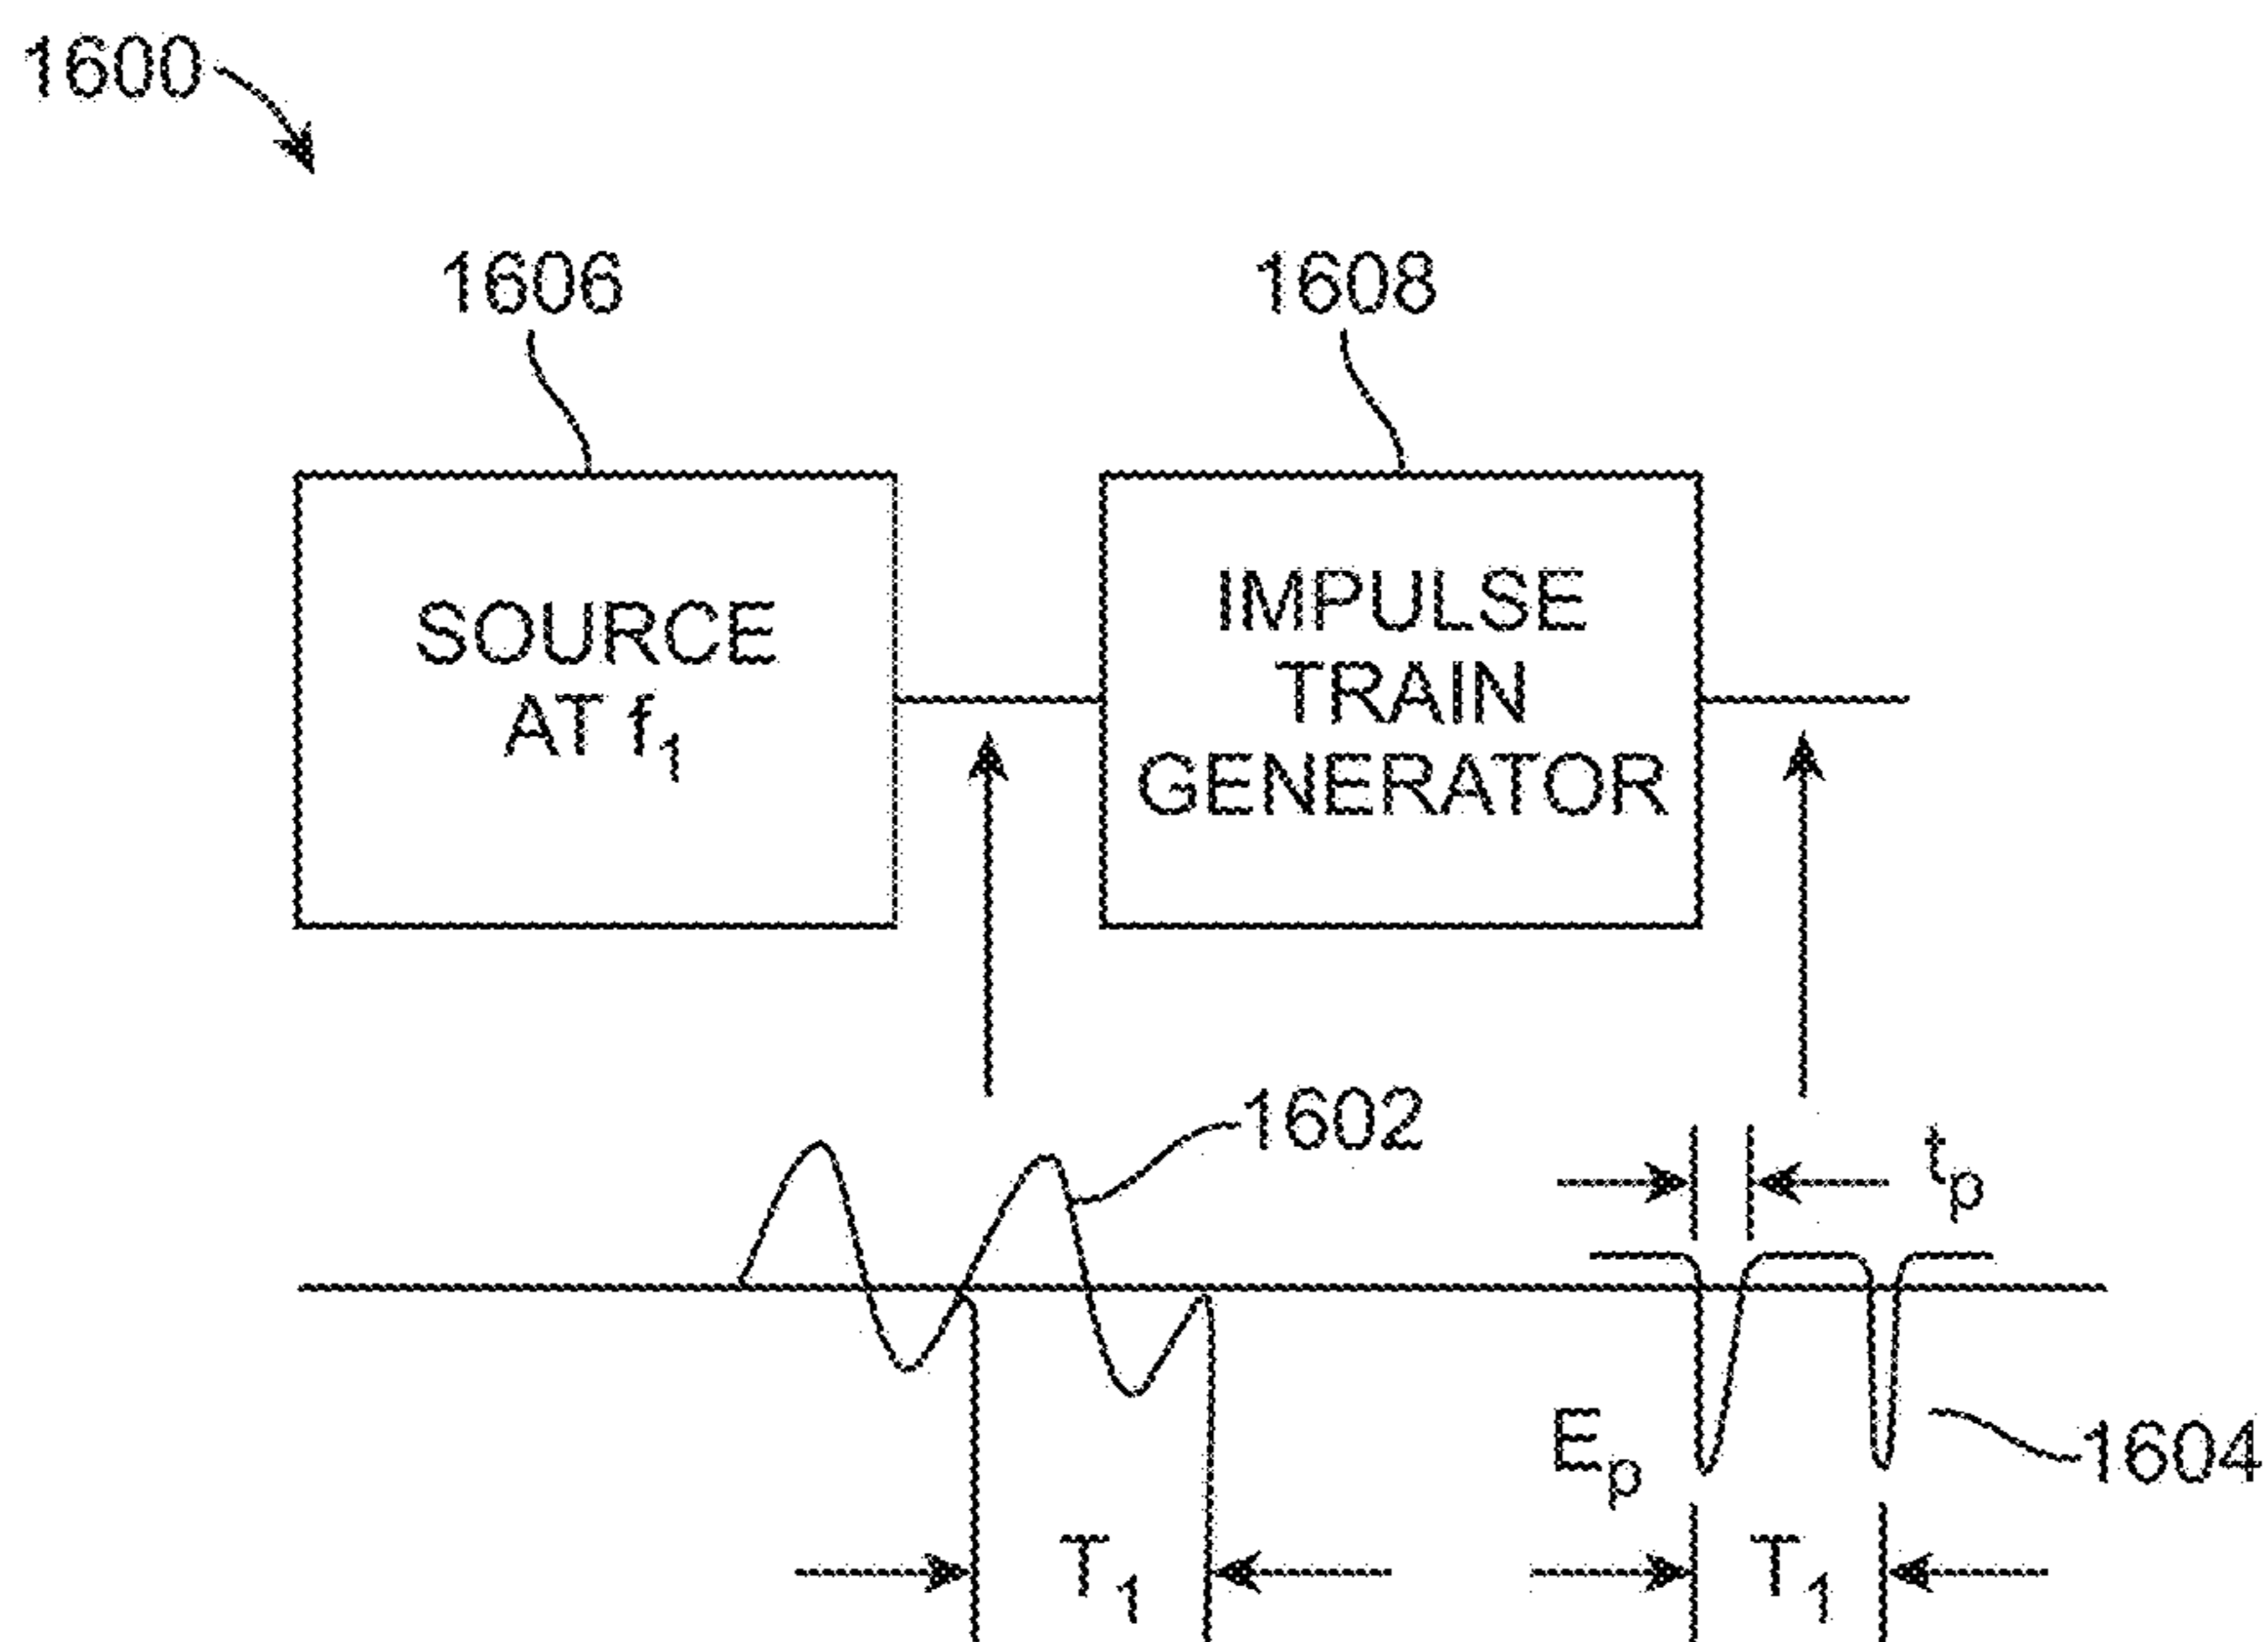 1600
1606
1608
SOURCE
AT f1
IMPULSE
TRAIN
GENERATOR
1602
tp
Ep
1604
T1
T1